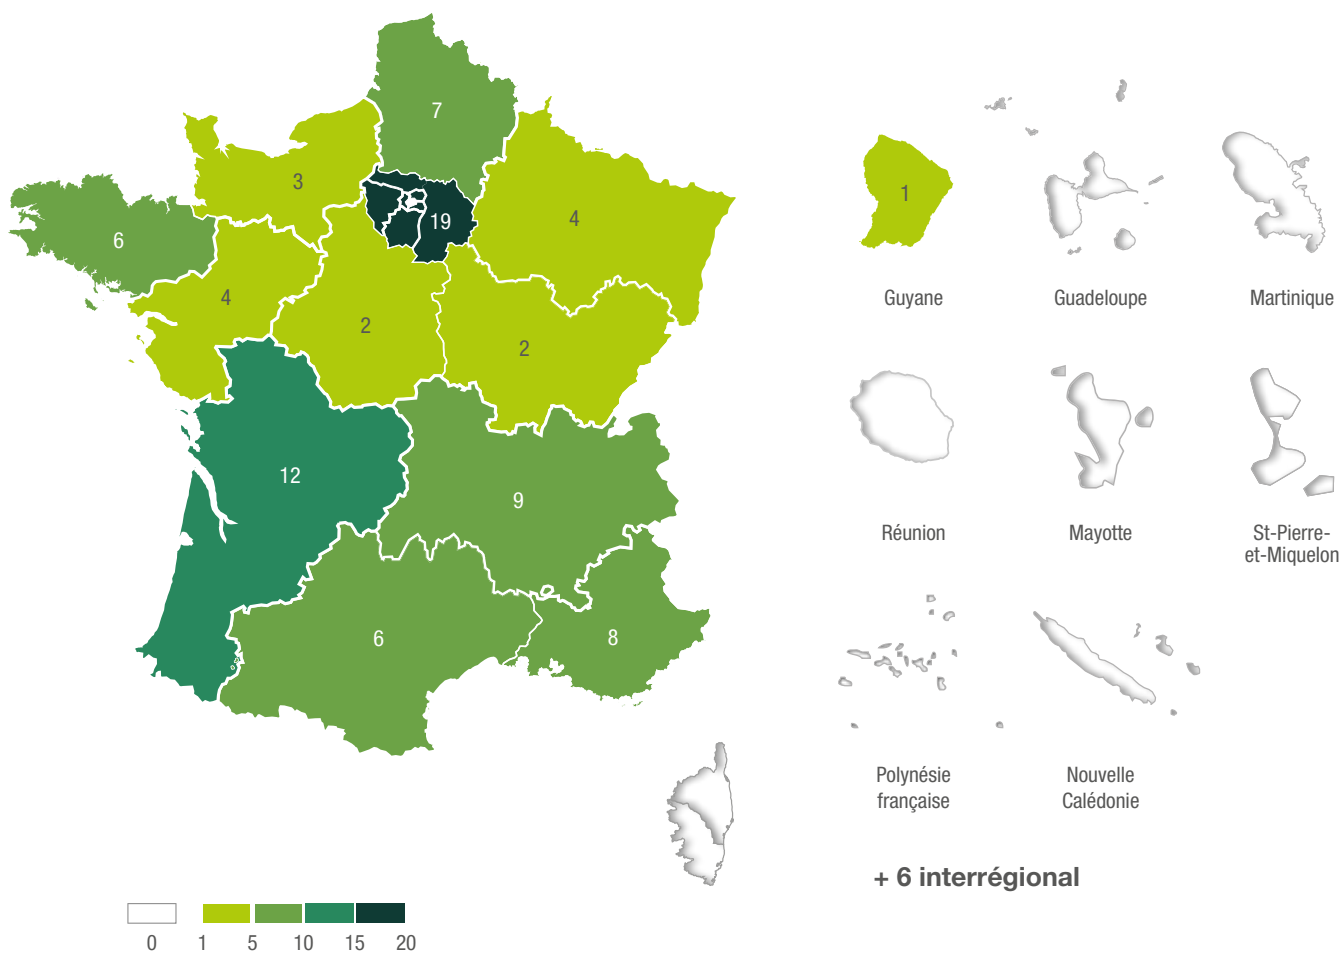 7
3
19
4
6
4
2
2
12
9
6
8
1
Guyane
Guadeloupe
Martinique
Réunion
Mayotte
St-Pierre-
et-Miquelon
Polynésie
française
Nouvelle
Calédonie
+ 6 interrégional
0 1 5 10 15 20